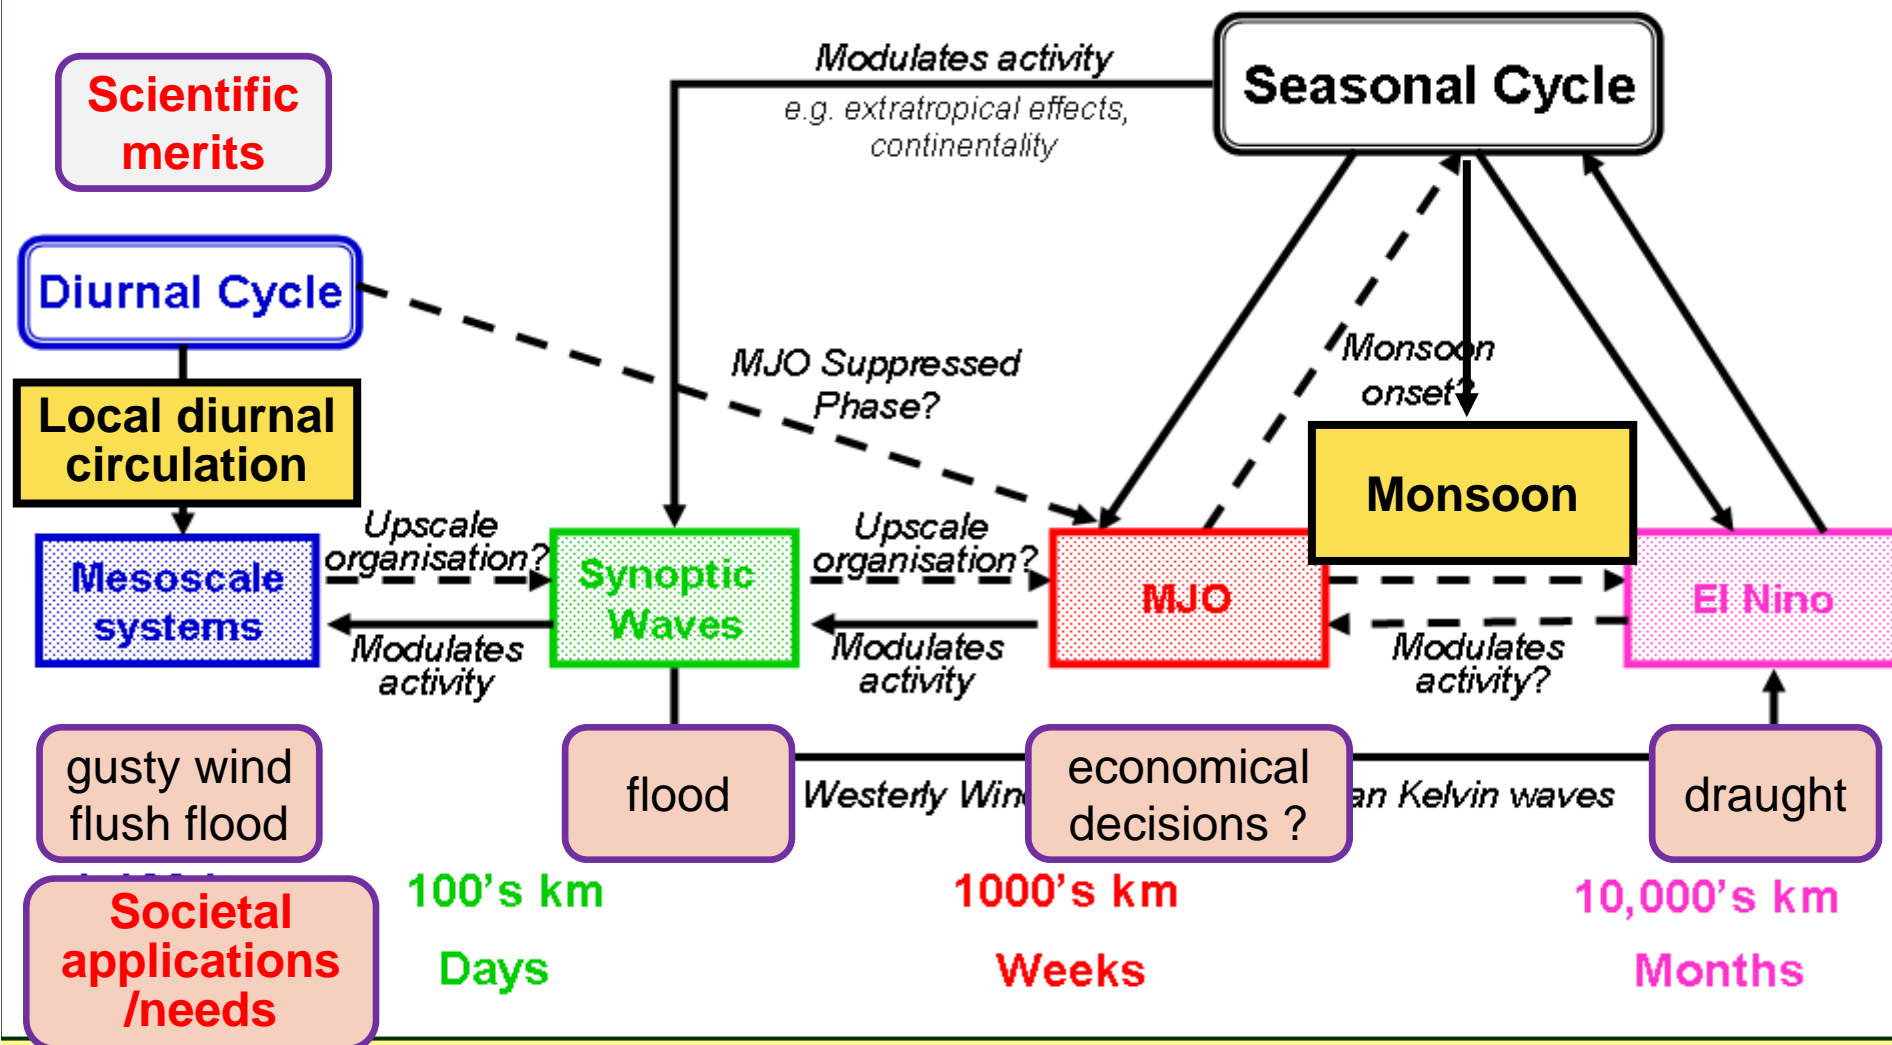 Modulates activity
Seasonal Cycle
e.g. extratropical effects,
continentality
Scientific
merits
Diurnal Cycle
MJO Suppressed
Phase?
Monsoon
onset?
Local diurnal
circulation
Monsoon
Upscale
organisation?
Upscale
organisation?
Mesoscale
systems
Synoptic
Waves
MJO
El Nino
Modulates
activity
Modulates
activity
Modulates
activity?
gusty wind
flush flood
flood
Westerly
economical
decisions ?
Kelvin waves
draught
Societal
applications
/needs
100's km
1000's km
10,000's km
Days
Weeks
Months